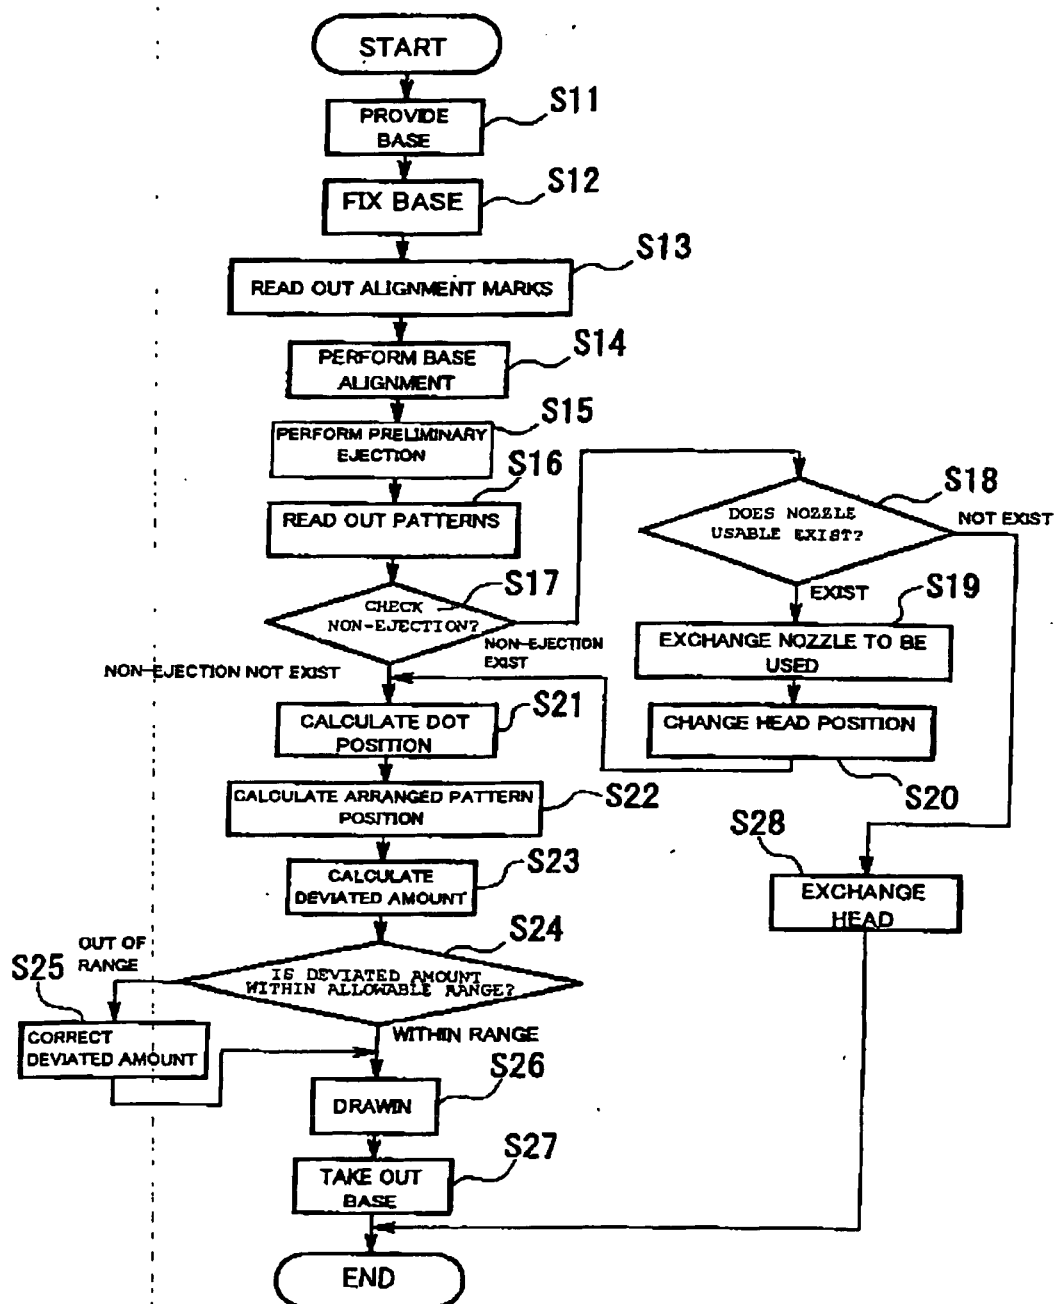 START
S11
PROVIDE
BASE
S12
FIX BASE
S13
READ OUT ALIGNMENT MARKS
S14
PERFORM BASE
ALIGNMENT
S15
PERFORM PRELIMINARY
EJECTION
S16
READ OUT PATTERNS
S17
CHECK
NON-EJECTION?
NON-EJECTION
EXIST
NON-EJECTION NOT EXIST
S18
DOES NOZZLE
USABLE EXIST?
NOT EXIST
EXIST
S19
EXCHANGE NOZZLE TO BE
USED
CHANGE HEAD POSITION
S20
S21
CALCULATE DOT
POSITION
S22
CALCULATE ARRANGED PATTERN
POSITION
S23
CALCULATE
DEVIATED AMOUNT
S28
EXCHANGE
HEAD
S24
IS DEVIATED AMOUNT
WITHIN ALLOWABLE RANGE?
OUT OF
RANGE
S25
CORRECT
DEVIATED AMOUNT
WITHIN RANGE
S26
DRAWIN
S27
TAKE OUT
BASE
END